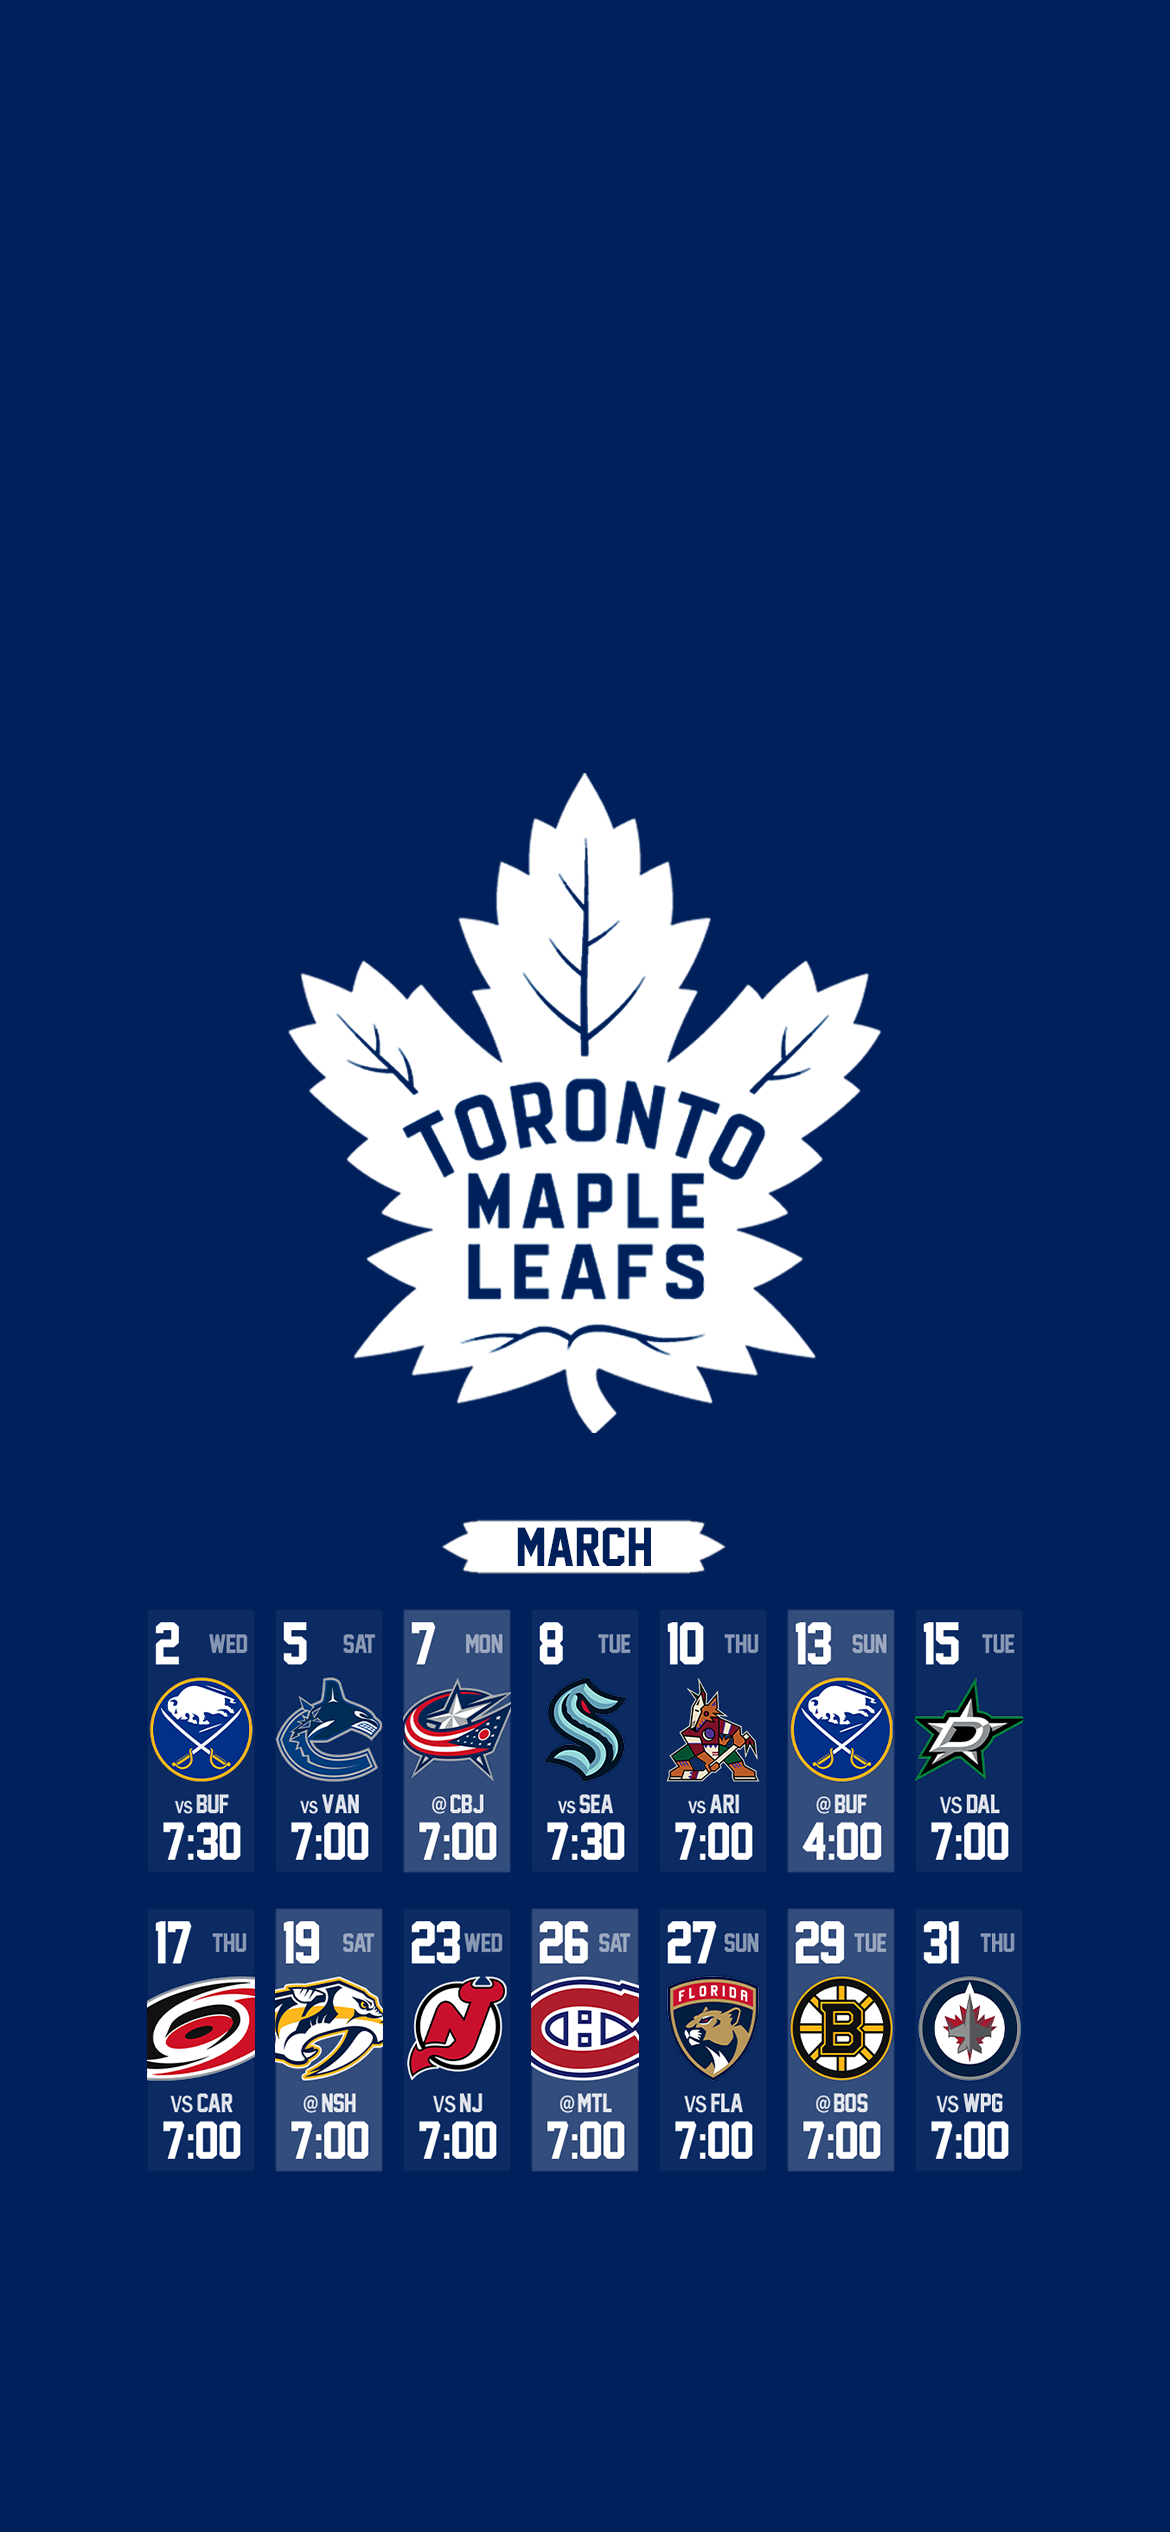 TORONTO
MAPLE
LEAFS
MARCH
2 WED 5 SAT 7 MON 8 TUE 10 THU 13 SUN 15 TUE
vs BUF vs VAN @ CBJ vs SEA vs ARI @ BUF VS DAL
7:30 7:00 7:00 7:30 7:00 4:00 7:00
17 THU 19 SAT 23 WED 26 SAT 27 SUN 29 TUE 31 THU
FLORIDA
B
VS CAR @ NSH VS NJ @ MTL VS FLA @ BOS VS WPG
7:00 7:00 7:00 7:00 7:00 7:00 7:00